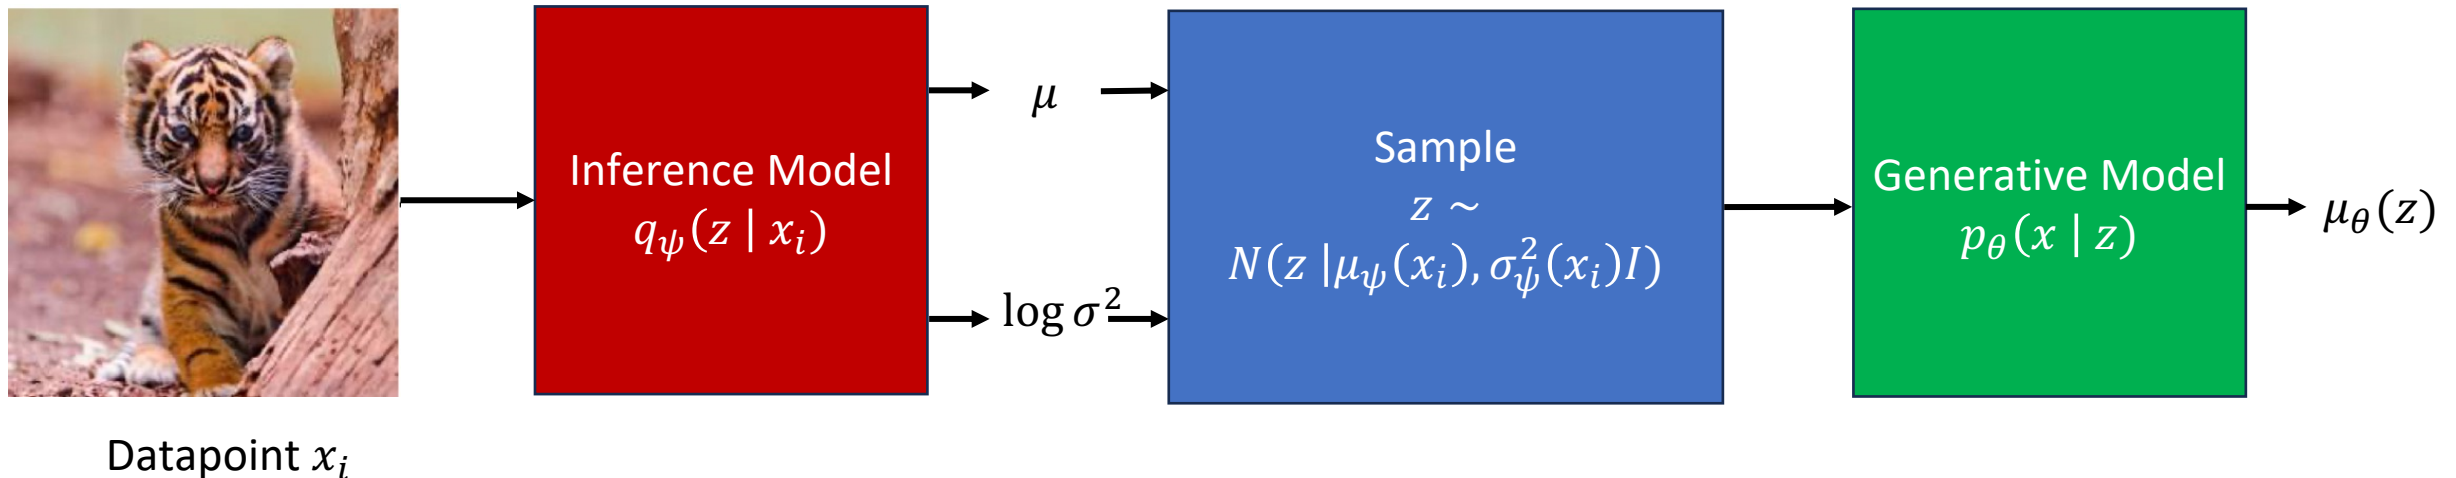 Inference Model
q_ψ(z | x_i)
μ
log σ²
Sample
z ~
N(z |μ_ψ(x_i), σ²_ψ(x_i)I)
Generative Model
p_θ(x | z)
μ_θ(z)
Datapoint x_i